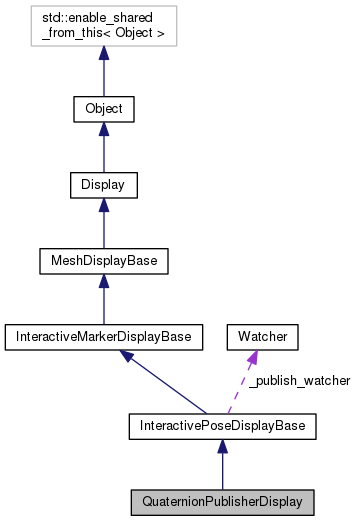 std::enable_shared
_from_this< Object >
Object
Display
MeshDisplayBase
InteractiveMarkerDisplayBase
Watcher
_publish_watcher
InteractivePoseDisplayBase
QuaternionPublisherDisplay